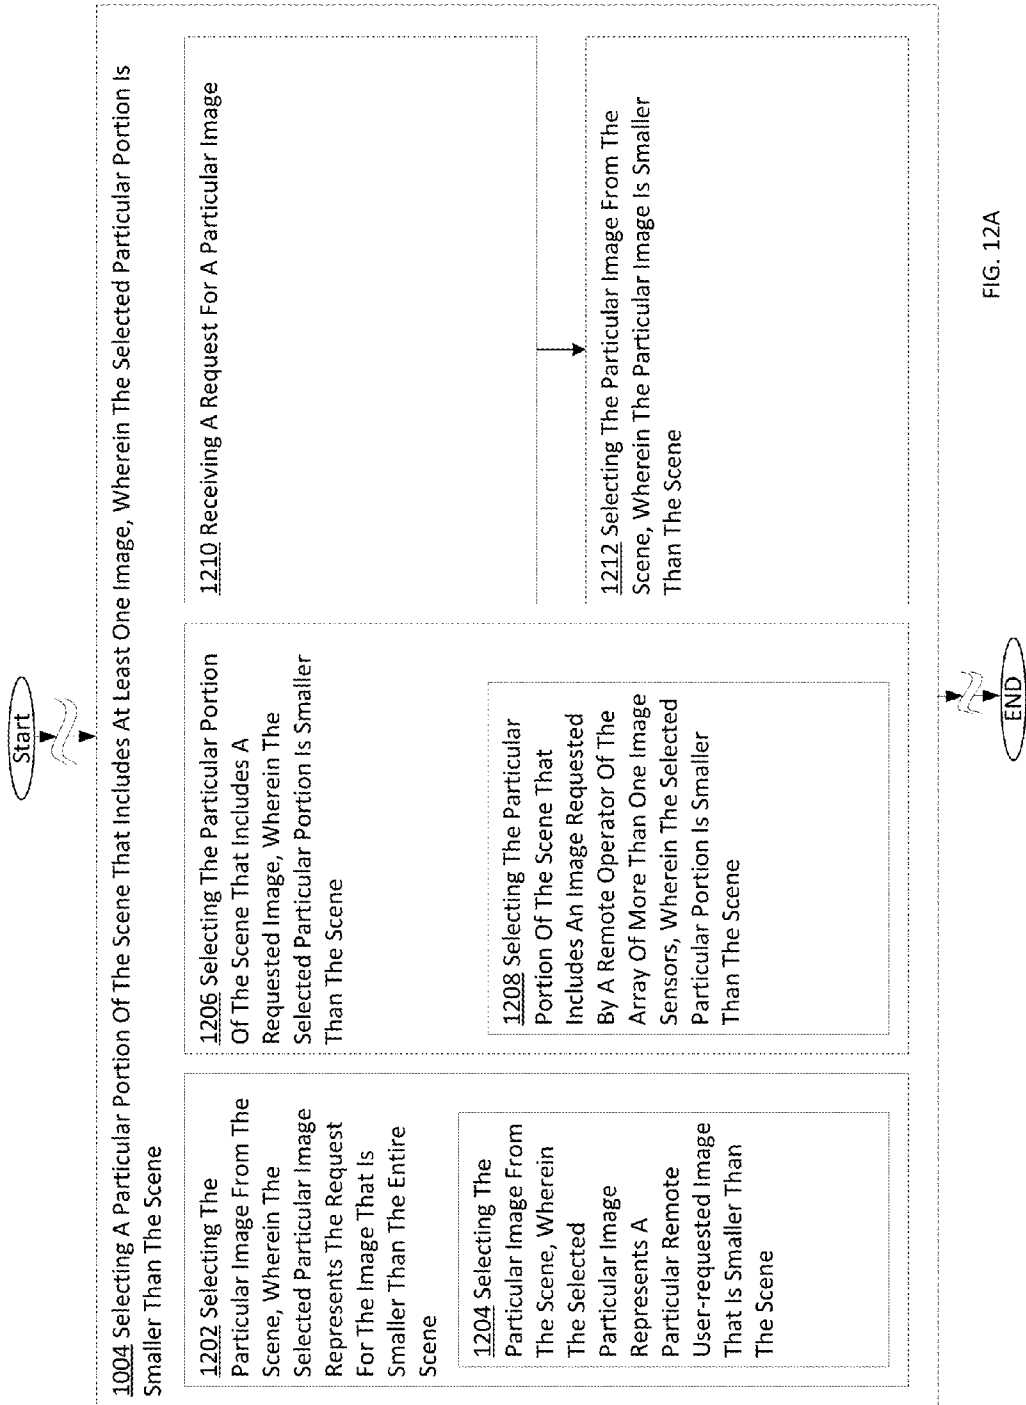 Start
1004 Selecting A Particular Portion Of The Scene That Includes At Least One Image, Wherein The Selected Particular Portion Is
Smaller Than The Scene
1202 Selecting The
Particular Image From The
Scene, Wherein The
Selected Particular Image
Represents The Request
For The Image That Is
Smaller Than The Entire
Scene
1204 Selecting The
Particular Image From
The Scene, Wherein
The Selected
Particular Image
Represents A
Particular Remote
User-requested Image
That Is Smaller Than
The Scene
1206 Selecting The Particular Portion
Of The Scene That Includes A
Requested Image, Wherein The
Selected Particular Portion Is Smaller
Than The Scene
1208 Selecting The Particular
Portion Of The Scene That
Includes An Image Requested
By A Remote Operator Of The
Array Of More Than One Image
Sensors, Wherein The Selected
Particular Portion Is Smaller
Than The Scene
1210 Receiving A Request For A Particular Image
1212 Selecting The Particular Image From The
Scene, Wherein The Particular Image Is Smaller
Than The Scene
END
FIG. 12A